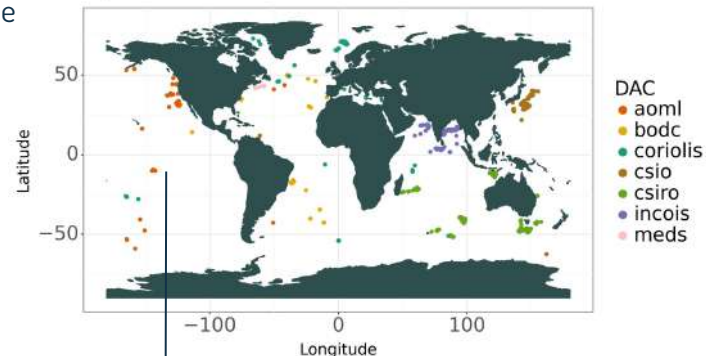 e
50
0
−50
Latitude
−100 0 100
Longitude
DAC
aoml
bodc
coriolis
csio
csiro
incois
meds